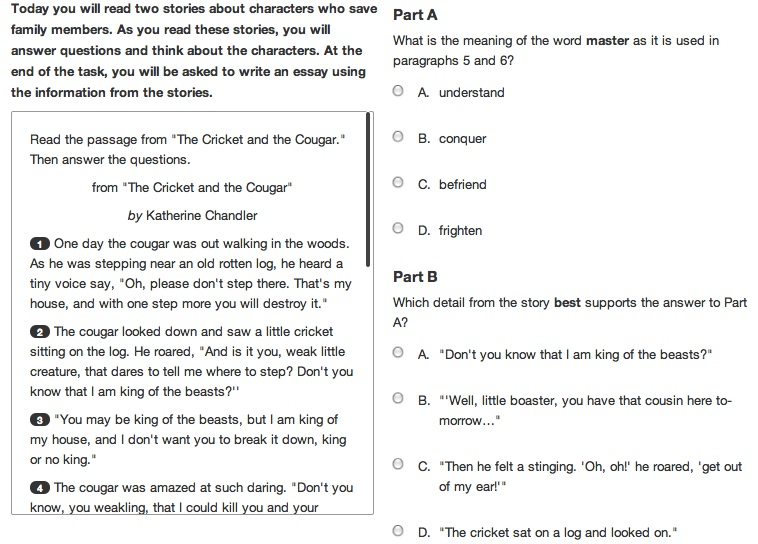 Today you will read two stories about characters who save
family members. As you read these stories, you will
answer questions and think about the characters. At the
end of the task, you will be asked to write an essay using
the information from the stories.
Read the passage from "The Cricket and the Cougar."
Then answer the questions.
from "The Cricket and the Cougar"
by Katherine Chandler
1 One day the cougar was out walking in the woods.
As he was stepping near an old rotten log, he heard a
tiny voice say, "Oh, please don't step there. That's my
house, and with one step more you will destroy it."
2 The cougar looked down and saw a little cricket
sitting on the log. He roared, "And is it you, weak little
creature, that dares to tell me where to step? Don't you
know that I am king of the beasts?''
3 "You may be king of the beasts, but I am king of
my house, and I don't want you to break it down, king
or no king."
4 The cougar was amazed at such daring. "Don't you
know, you weakling, that I could kill you and your
Part A
What is the meaning of the word master as it is used in
paragraphs 5 and 6?
A. understand
B. conquer
C. befriend
D. frighten
Part B
Which detail from the story best supports the answer to Part
A?
A. "Don't you know that I am king of the beasts?"
B. "'Well, little boaster, you have that cousin here to-
morrow..."
C. "Then he felt a stinging. 'Oh, oh!' he roared, 'get out
of my ear!'"
D. "The cricket sat on a log and looked on."